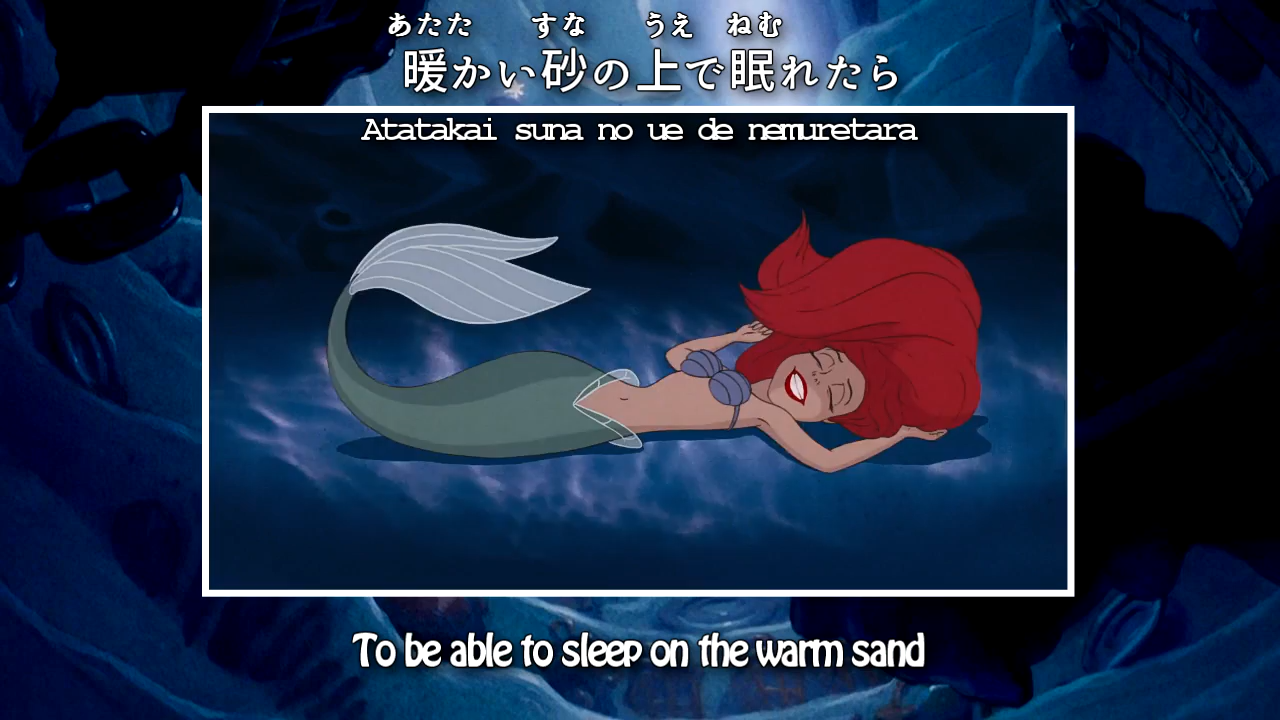 あたた すな うえ ねむ
暖かい砂の上で眠れたら
Atatakai suna no ue de nemuretara
To be able to sleep on the warm sand